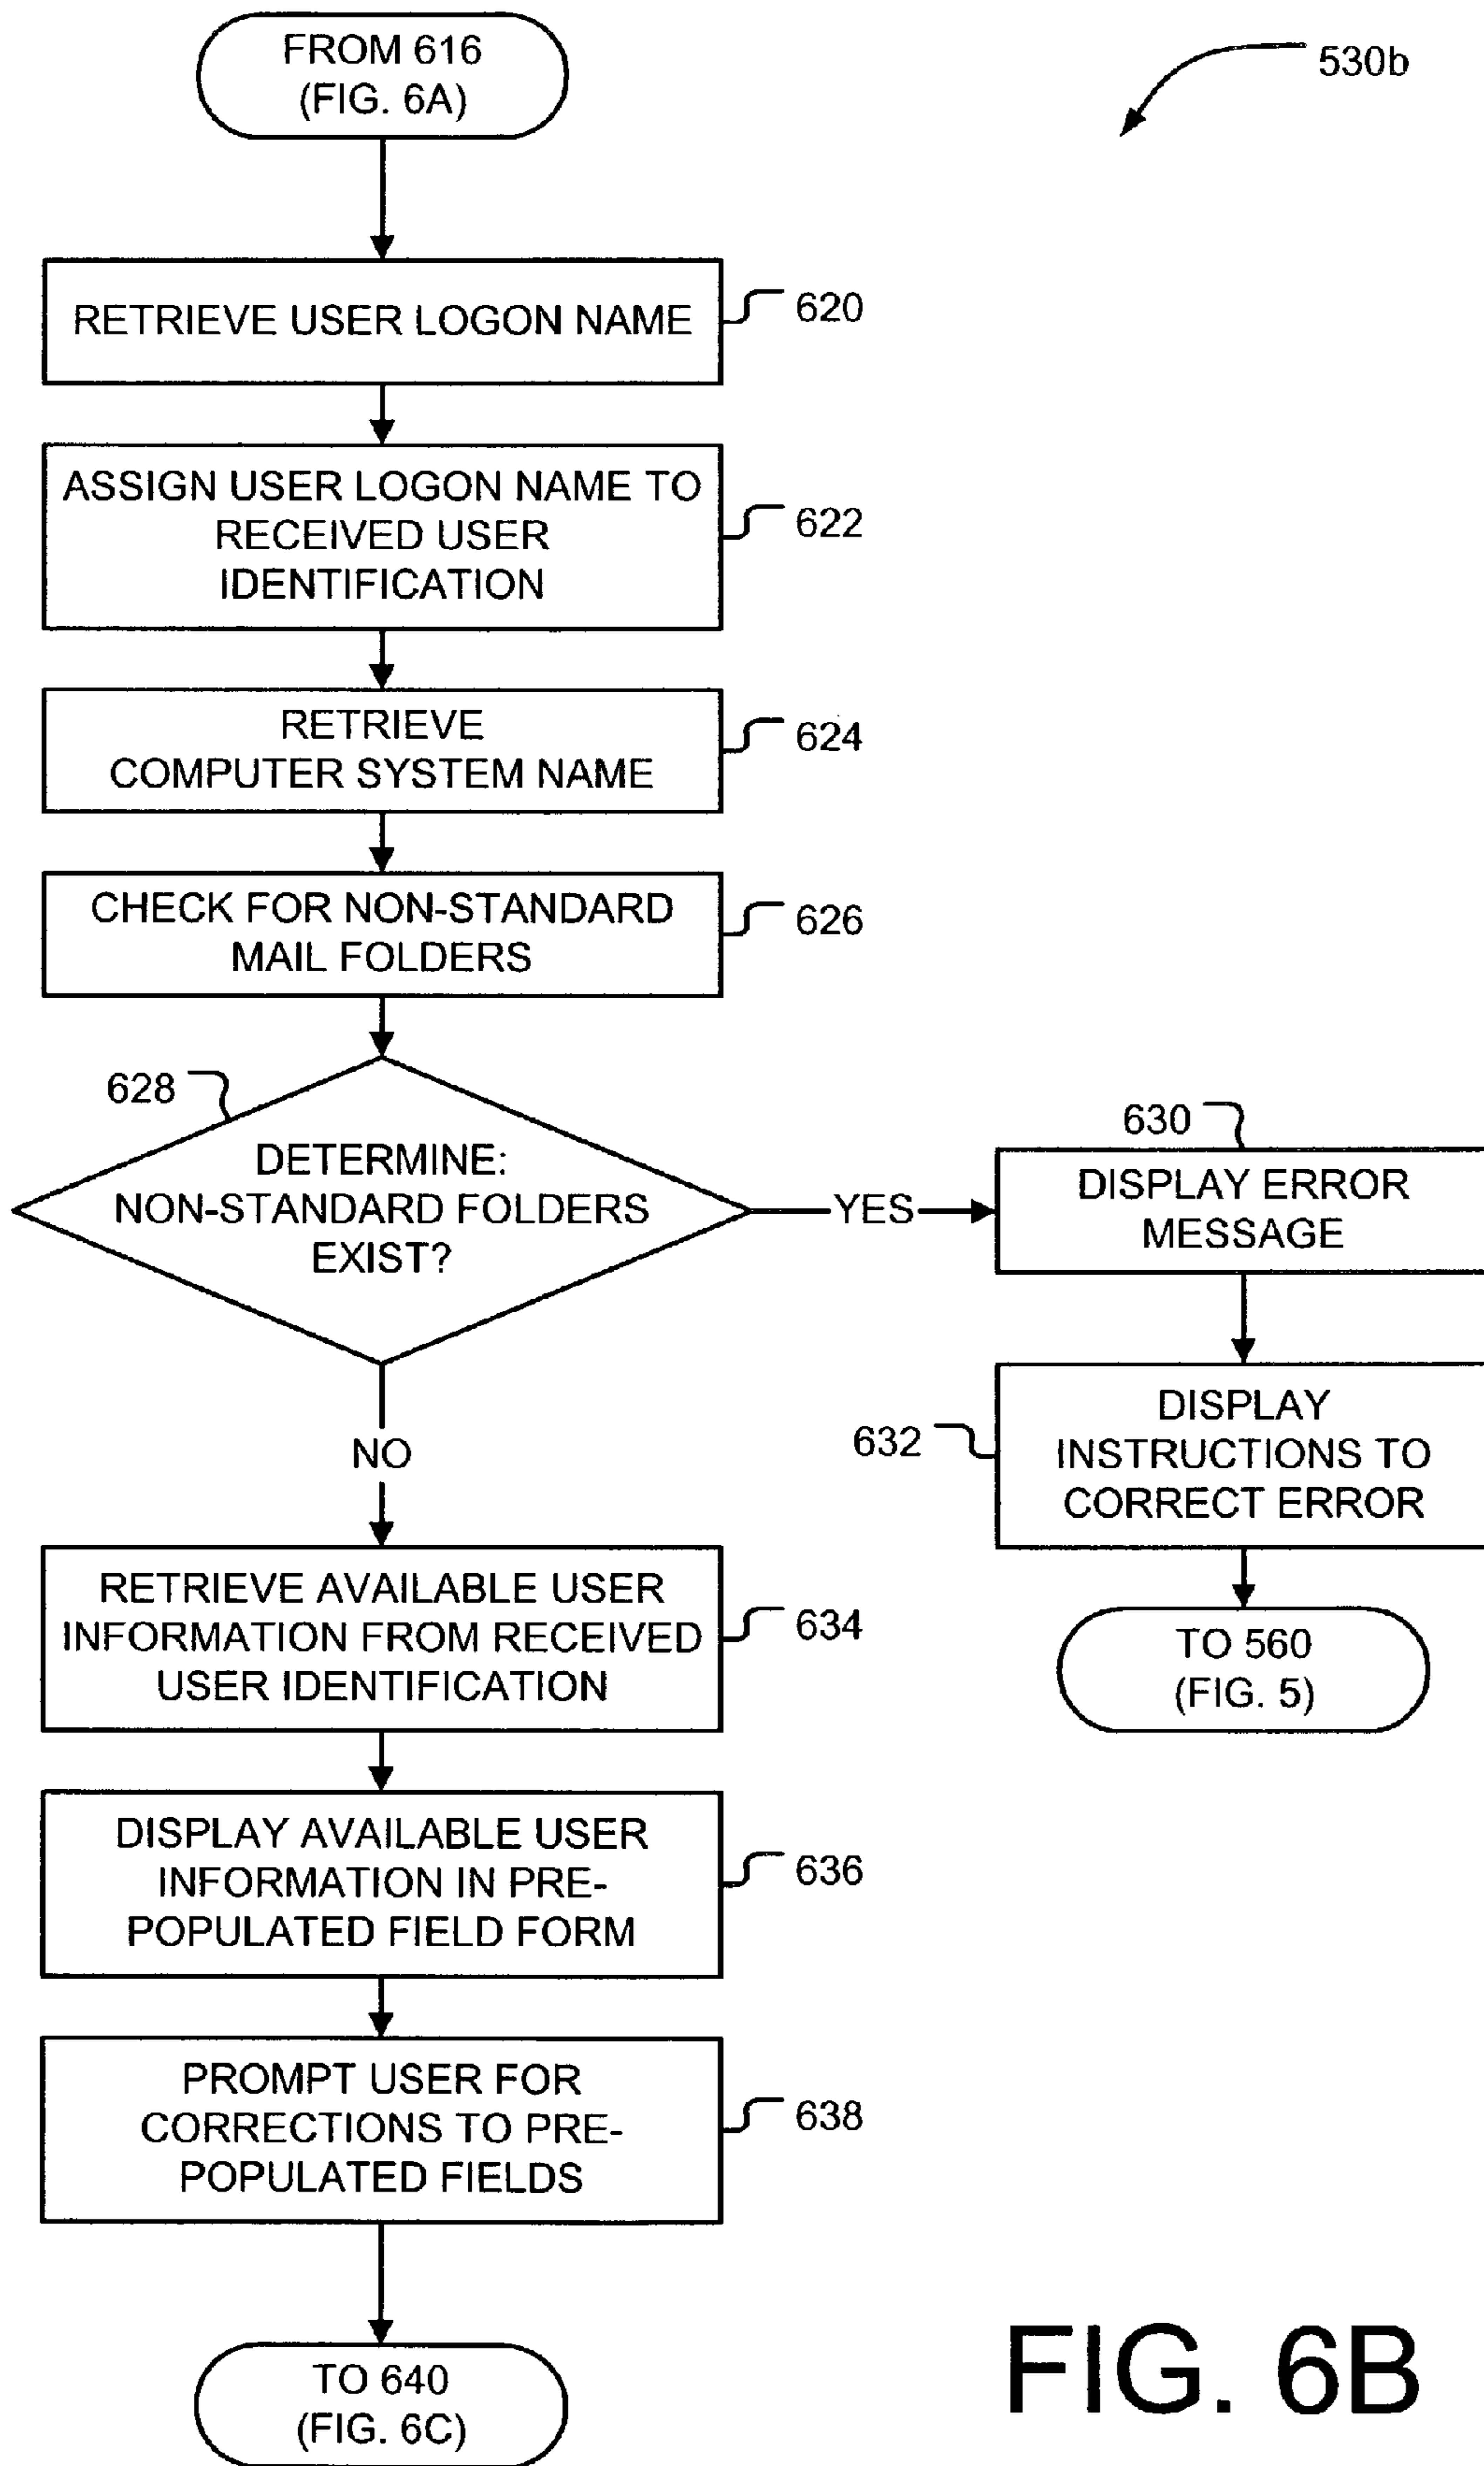 FROM 616
(FIG. 6A)
530b
RETRIEVE USER LOGON NAME
620
ASSIGN USER LOGON NAME TO
RECEIVED USER
IDENTIFICATION
622
RETRIEVE
COMPUTER SYSTEM NAME
624
CHECK FOR NON-STANDARD
MAIL FOLDERS
626
628
DETERMINE:
NON-STANDARD FOLDERS
EXIST?
YES
630
DISPLAY ERROR
MESSAGE
632
DISPLAY
INSTRUCTIONS TO
CORRECT ERROR
TO 560
(FIG. 5)
NO
RETRIEVE AVAILABLE USER
INFORMATION FROM RECEIVED
USER IDENTIFICATION
634
DISPLAY AVAILABLE USER
INFORMATION IN PRE-
POPULATED FIELD FORM
636
PROMPT USER FOR
CORRECTIONS TO PRE-
POPULATED FIELDS
638
TO 640
(FIG. 6C)
FIG. 6B